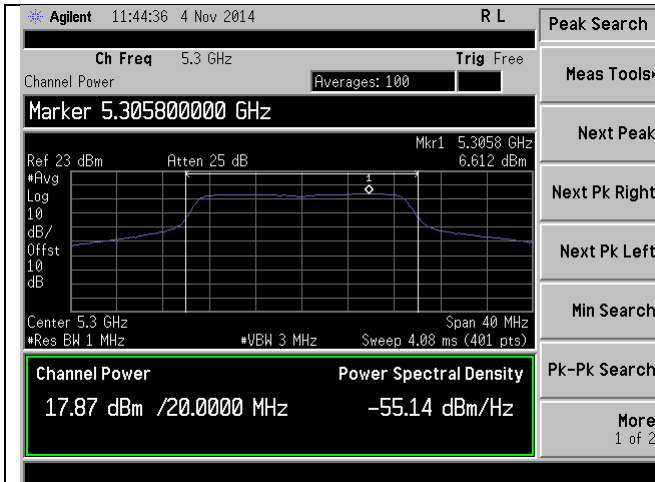 Agilent 11:44:36 4 Nov 2014 R L
Peak Search
Ch Freq 5.3 GHz Trig Free
Channel Power Averages: 100
Meas Tools
Marker 5.305800000 GHz
Next Peak
Mkr1 5.3058 GHz
Ref 23 dBm Atten 25 dB 6.612 dBm
#Avg
Log
10
dB/
Offst
10
dB
1
Next Pk Right
Next Pk Left
Min Search
Center 5.3 GHz Span 40 MHz
#Res BW 1 MHz #VBW 3 MHz Sweep 4.08 ms (401 pts)
Channel Power Power Spectral Density
Pk-Pk Search
17.87 dBm /20.0000 MHz -55.14 dBm/Hz
More
1 of 2